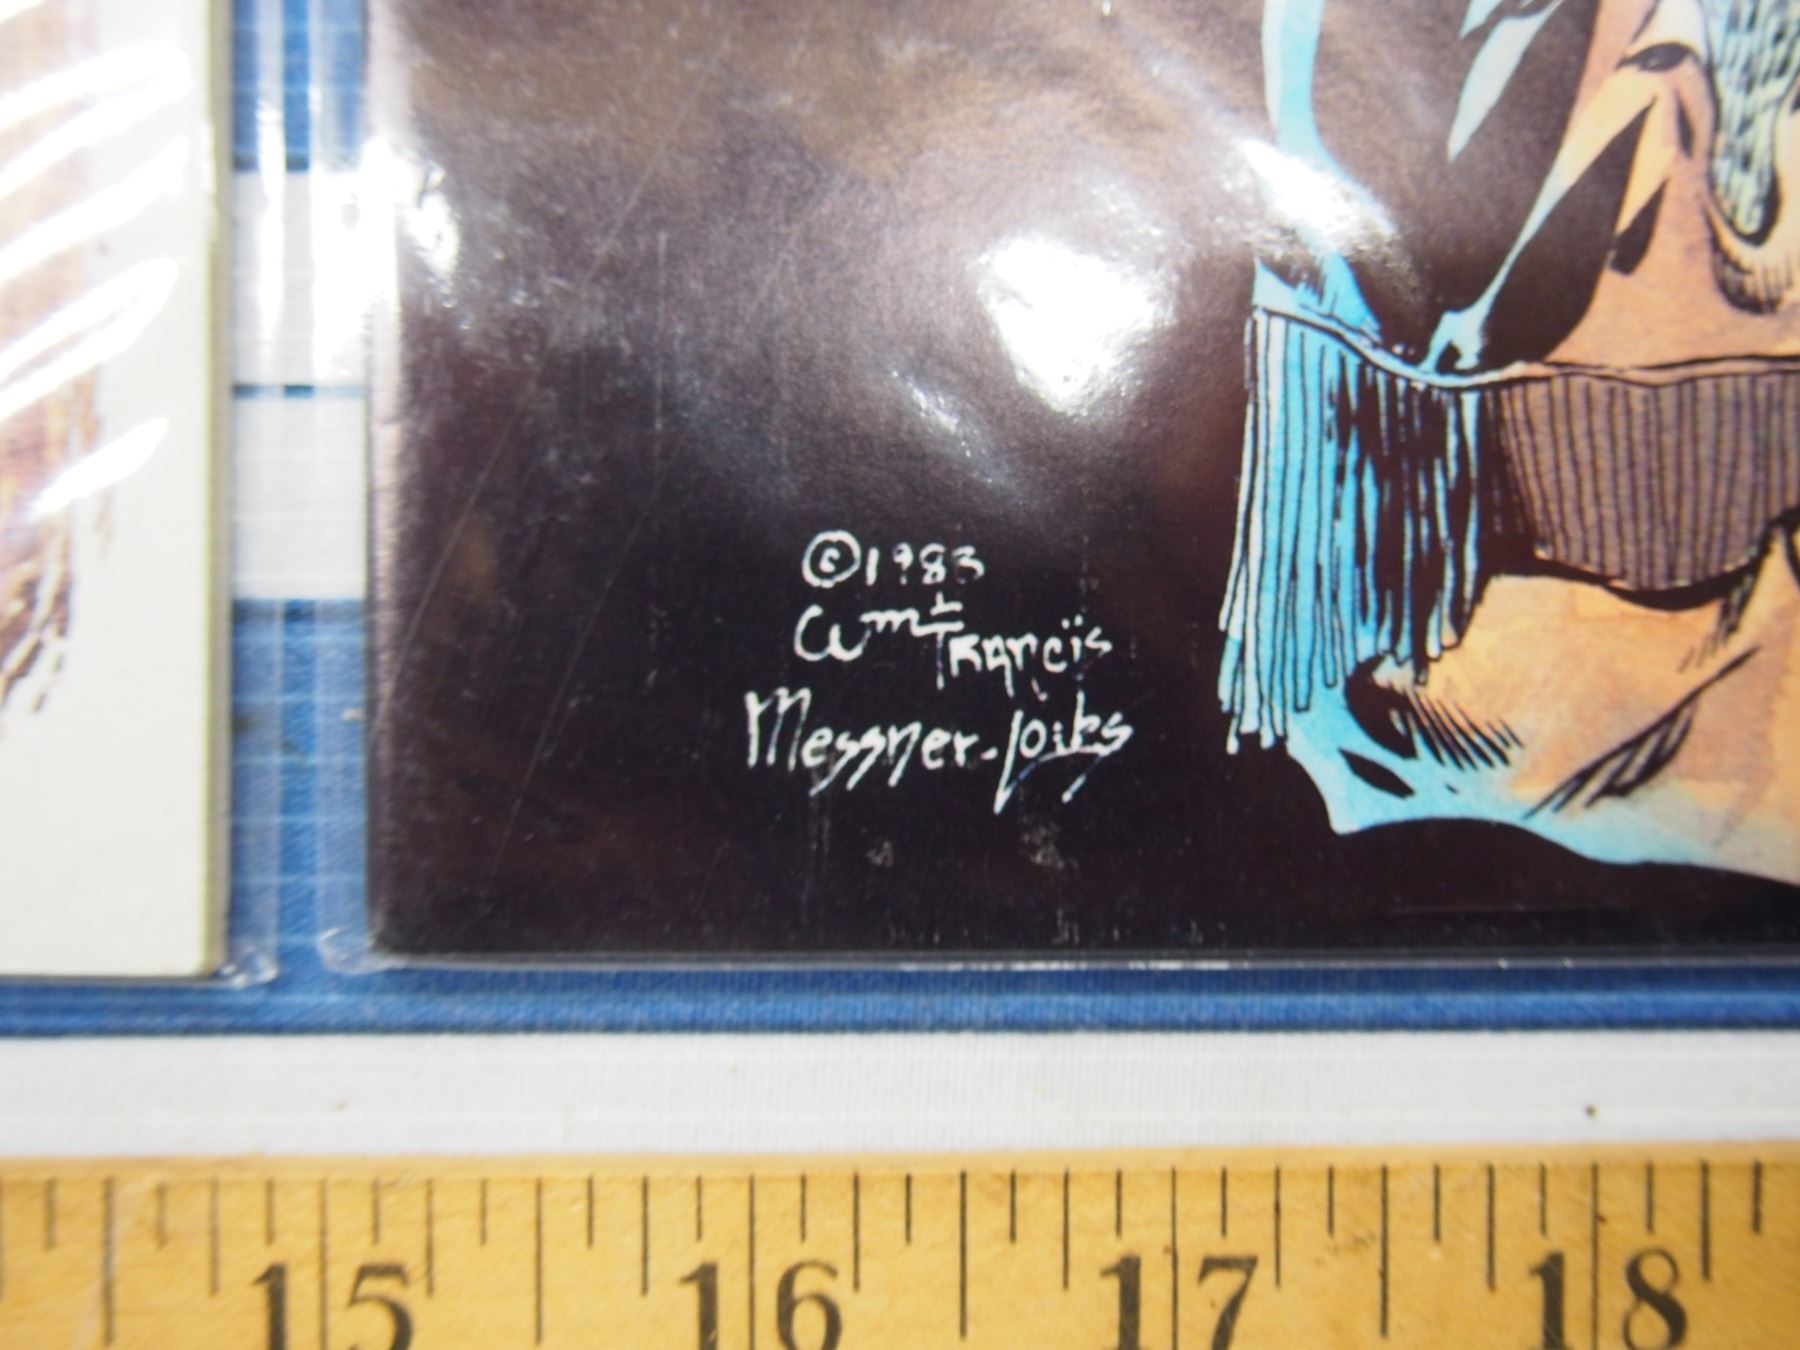 ©1983
Wm Francis
Messner-Loebs
15 16 17 18